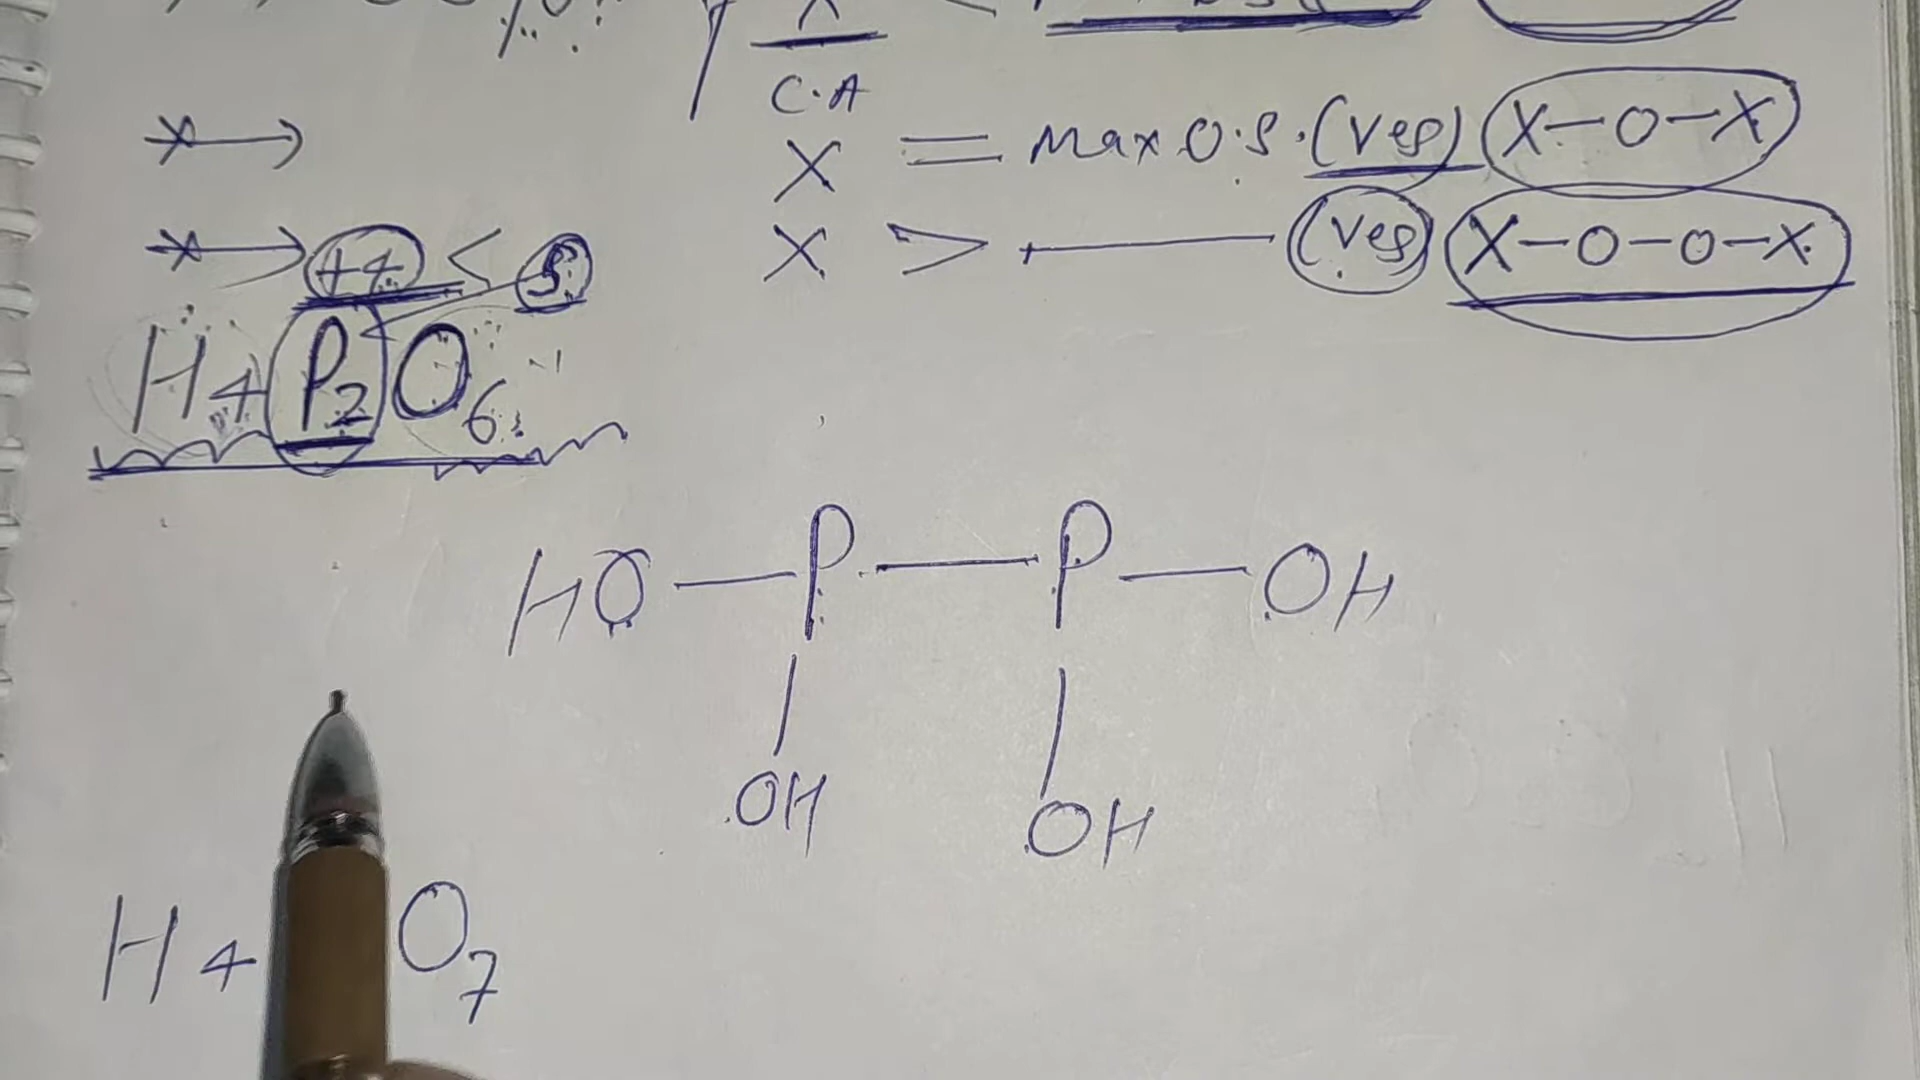 X
C.A
X = Max O.S. (Yes) X-O-X
X > (Yes) X-O-O-X
+4 < 5
H4P2O6
HO-P-P-OH
OH OH
H4 O7